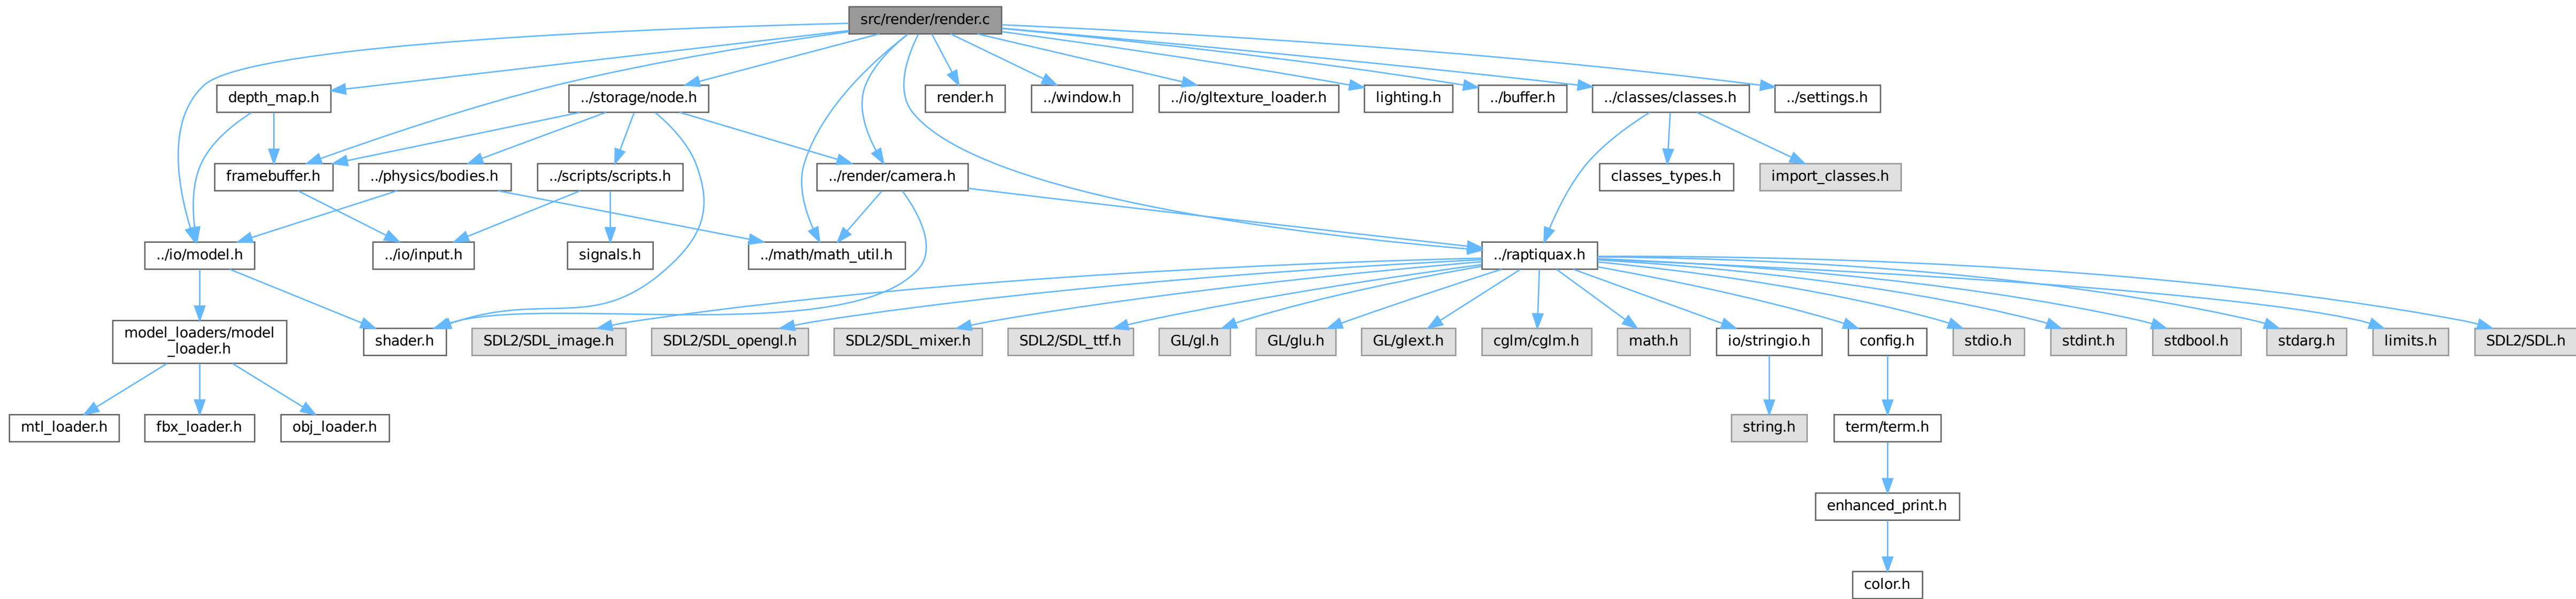 src/render/render.c
depth_map.h
../storage/node.h
render.h
../window.h
../io/gltexture_loader.h
lighting.h
../buffer.h
../classes/classes.h
../settings.h
framebuffer.h
../physics/bodies.h
../scripts/scripts.h
../render/camera.h
classes_types.h
import_classes.h
../io/model.h
../io/input.h
signals.h
../math/math_util.h
../raptiquax.h
model_loaders/model
_loader.h
shader.h
SDL2/SDL_image.h
SDL2/SDL_opengl.h
SDL2/SDL_mixer.h
SDL2/SDL_ttf.h
GL/gl.h
GL/glu.h
GL/glext.h
cglm/cglm.h
math.h
io/stringio.h
config.h
stdio.h
stdint.h
stdbool.h
stdarg.h
limits.h
SDL2/SDL.h
mtl_loader.h
fbx_loader.h
obj_loader.h
string.h
term/term.h
enhanced_print.h
color.h